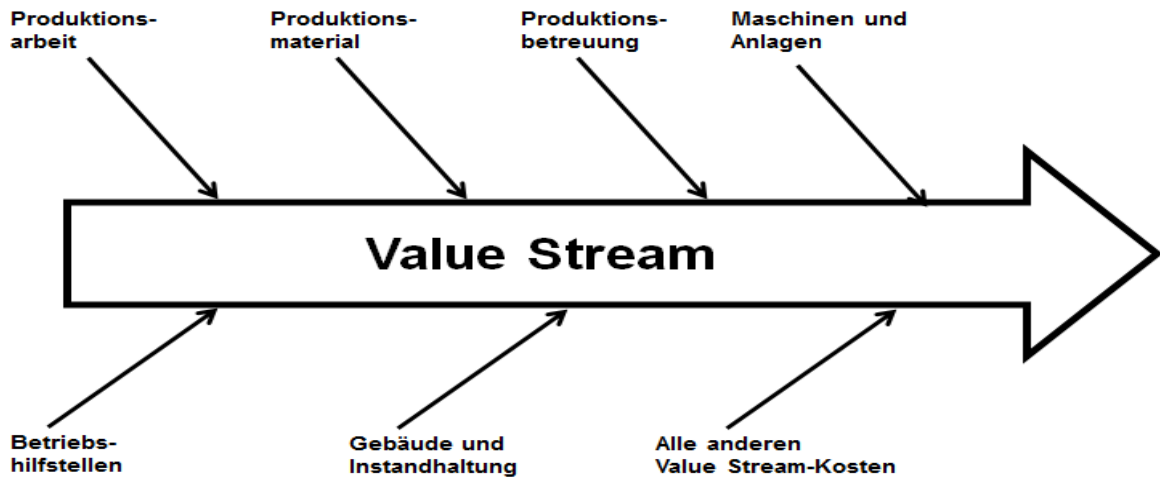 Produktions-
arbeit
Produktions-
material
Produktions-
betreuung
Maschinen und
Anlagen
Value Stream
Betriebs-
hilfstellen
Gebäude und
Instandhaltung
Alle anderen
Value Stream-Kosten